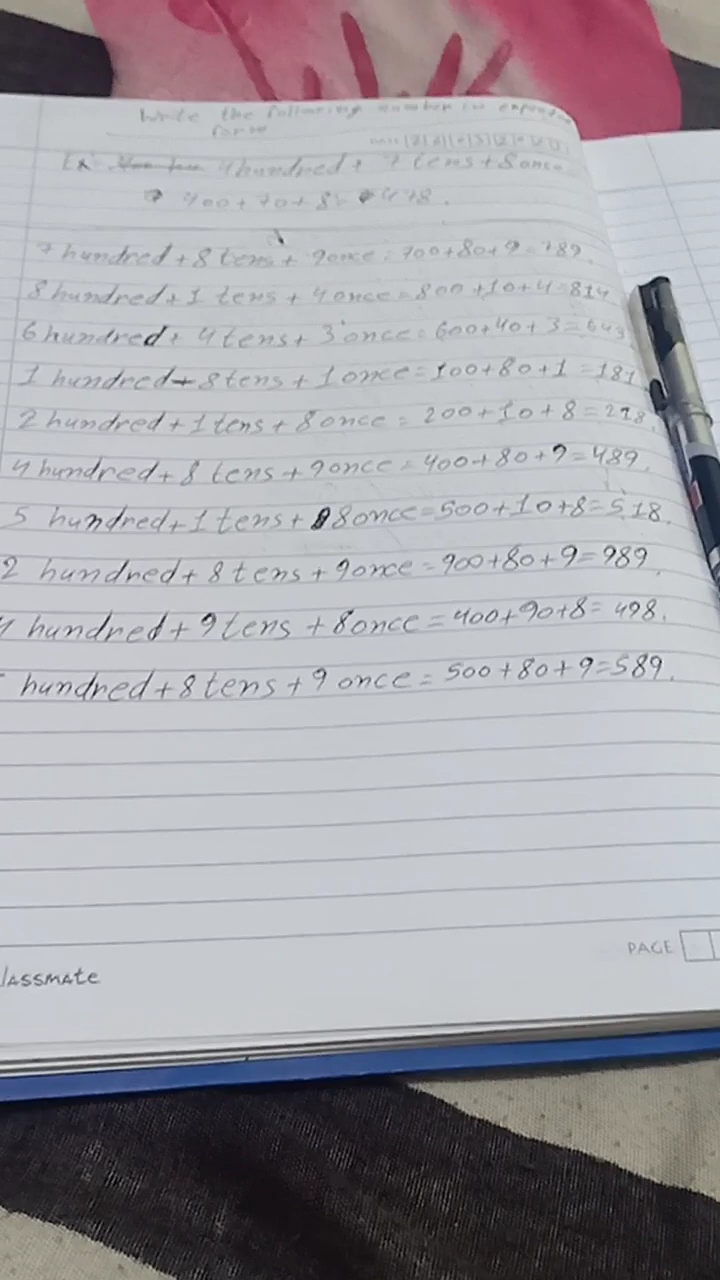 Write the following number in expanded
form
Ex 4 hundred + 7 tens + 8 once
400 + 70 + 8 = 478.
7 hundred + 8 tens + 9 once = 700 + 80 + 9 = 789.
8 hundred + 1 tens + 4 once = 800 + 10 + 4 = 814
6 hundred + 4 tens + 3 once = 600 + 40 + 3 = 643
1 hundred + 8 tens + 1 once = 100 + 80 + 1 = 181
2 hundred + 1 tens + 8 once = 200 + 10 + 8 = 218.
4 hundred + 8 tens + 9 once = 400 + 80 + 9 = 489.
5 hundred + 1 tens + 8 once = 500 + 10 + 8 = 518.
2 hundred + 8 tens + 9 once = 900 + 80 + 9 = 989.
hundred + 9 tens + 8 once = 400 + 90 + 8 = 498.
hundred + 8 tens + 9 once = 500 + 80 + 9 = 589.
PAGE
lassmate